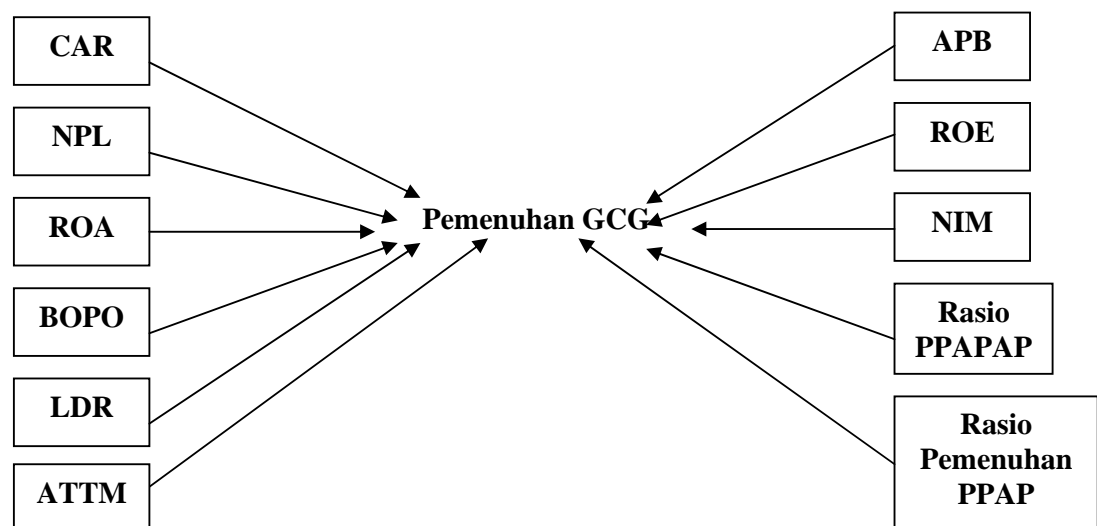 CAR
NPL
ROA
BOPO
LDR
ATTM
Pemenuhan GCG
APB
ROE
NIM
Rasio
PPAPAP
Rasio
Pemenuhan
PPAP